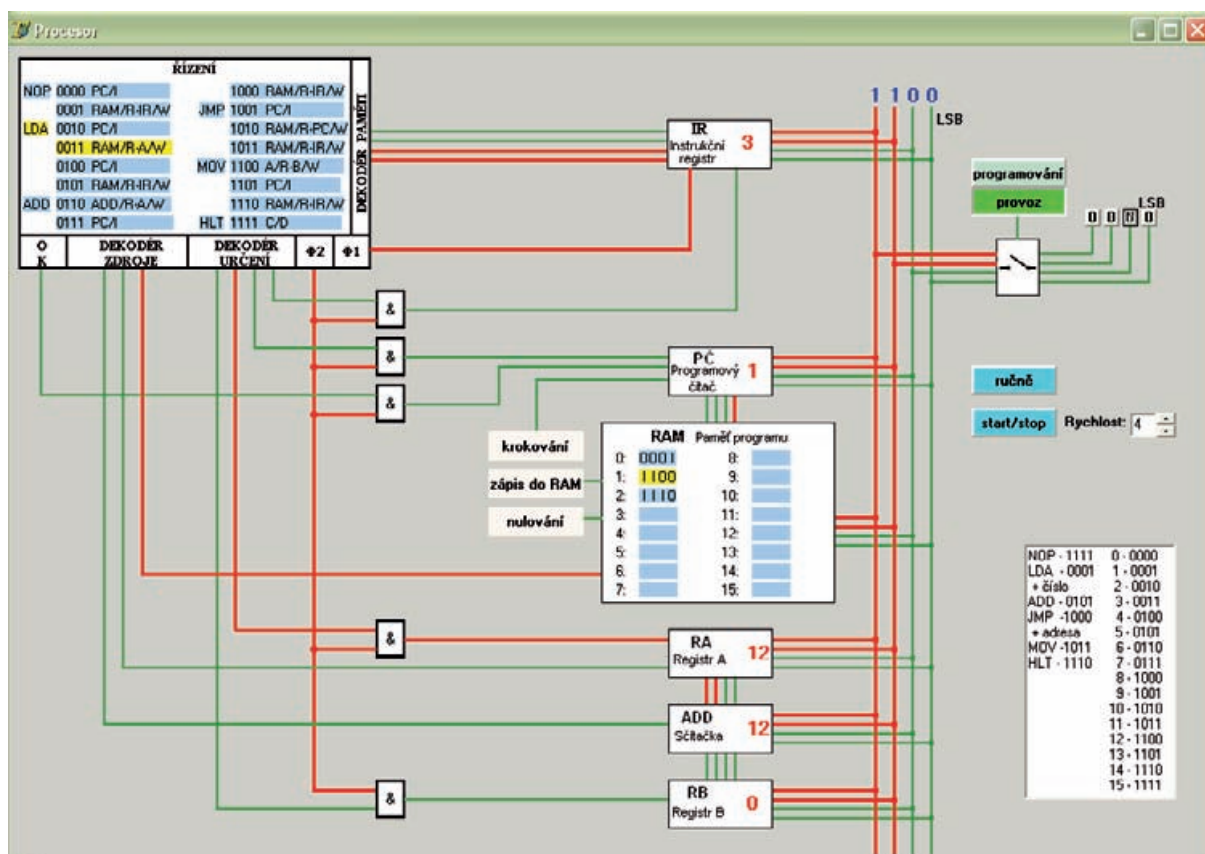 Procesor
ŘÍZENÍ
NOP 0000 PC/I
0001 RAM/R-IR/W
LDA 0010 PC/I
0011 RAM/R-A/W
0100 PC/I
0101 RAM/R-IR/W
ADD 0110 ADD/R-A/W
0111 PC/I
1000 RAM/R-IR/W
JMP 1001 PC/I
1010 RAM/R-PC/W
1011 RAM/R-IR/W
MOV 1100 A/R-B/W
1101 PC/I
1110 RAM/R-IR/W
HLT 1111 C/D
DEKODÉR PAMĚTI
O
K
DEKODÉR
ZDROJE
DEKODÉR
URČENÍ
Φ2
Φ1
1 1 0 0
LSB
IR
Instrukční
registr
3
programování
provoz
LSB
0 0 N 0
&
&
&
PČ
Programový
čítač
1
ručně
start/stop
Rychlost: 4
krokování
zápis do RAM
nulování
RAM Paměť programu
0: 0001 8:
1: 1100 9:
2: 1110 10:
3: 11:
4: 12:
5: 13:
6: 14:
7: 15:
NOP - 1111 0 - 0000
LDA - 0001 1 - 0001
+ číslo 2 - 0010
ADD - 0101 3 - 0011
JMP -1000 4 - 0100
+ adresa 5 - 0101
MOV -1011 6 - 0110
HLT - 1110 7 - 0111
8 - 1000
9 - 1001
10 - 1010
11 - 1011
12 - 1100
13 - 1101
14 - 1110
15 - 1111
&
RA
Registr A
12
ADD
Sčítačka
12
&
RB
Registr B
0